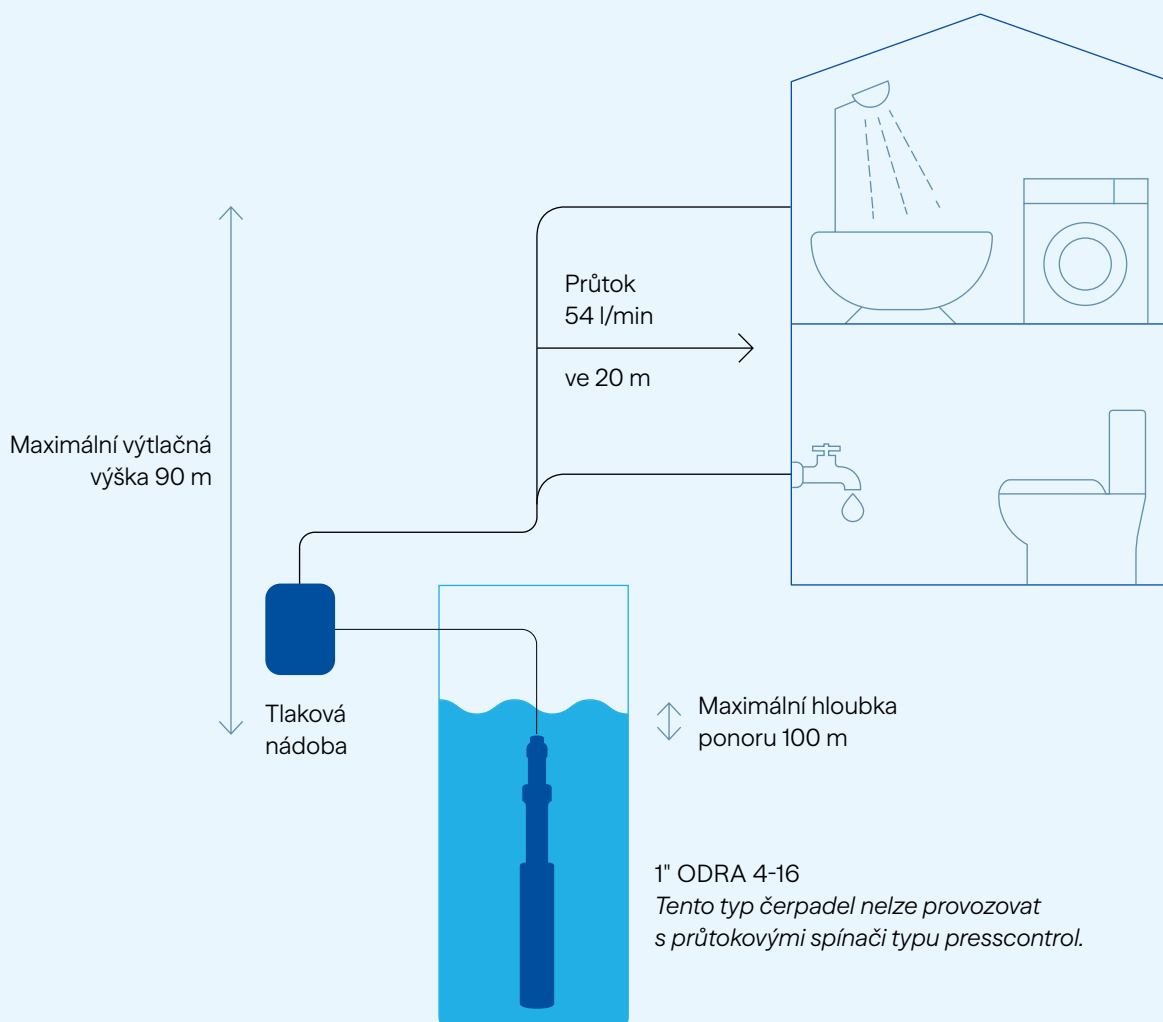 Průtok
54 l/min
ve 20 m
Maximální výtlačná
výška 90 m
Tlaková
nádoba
Maximální hloubka
ponoru 100 m
1" ODRA 4-16
Tento typ čerpadel nelze provozovat
s průtokovými spínači typu presscontrol.